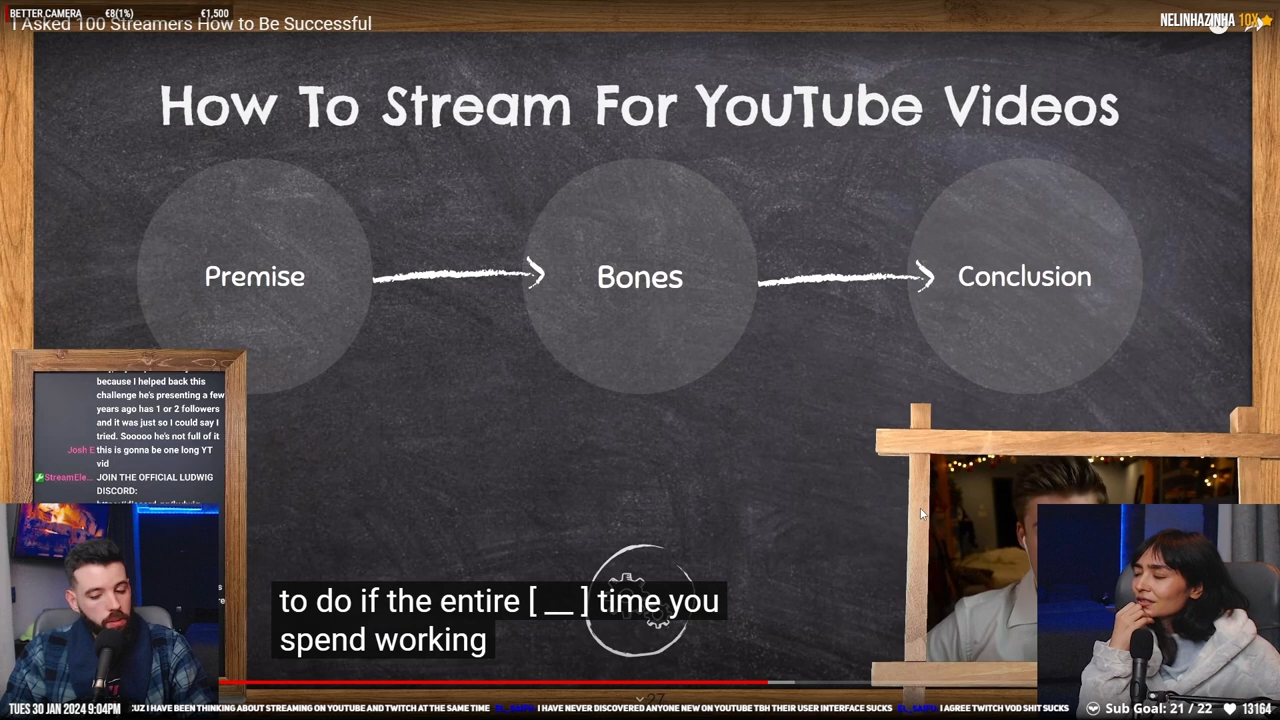 BETTER CAMERA €8(1%) €1,500
I Asked 100 Streamers How to Be Successful
NELINHAZINHA 10X
How To Stream For YouTube Videos
Premise
Bones
Conclusion
because I helped back this
challenge he's presenting a few
years ago has 1 or 2 followers
and it was just so I could say I
tried. Sooooo he's not full of it
Josh E this is gonna be one long YT
vid
StreamEle... JOIN THE OFFICIAL LUDWIG
DISCORD:
to do if the entire [ __ ] time you
spend working
TUES 30 JAN 2024 9:04PM
CUZ I HAVE BEEN THINKING ABOUT STREAMING ON YOUTUBE AND TWITCH AT THE SAME TIME
I HAVE NEVER DISCOVERED ANYONE NEW ON YOUTUBE TBH THEIR USER INTERFACE SUCKS
I AGREE TWITCH VOD SHIT SUCKS
Sub Goal: 21 / 22
13164